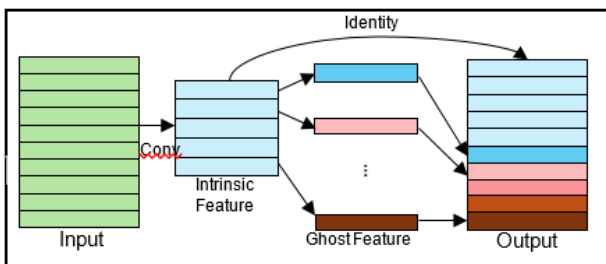 Identity
Conv
Intrinsic
Feature
...
Ghost Feature
Input
Output